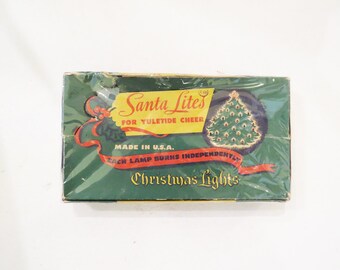 Santa Lites
FOR YULETIDE CHEER
MADE IN U.S.A.
EACH LAMP BURNS INDEPENDENTLY
Christmas Lights